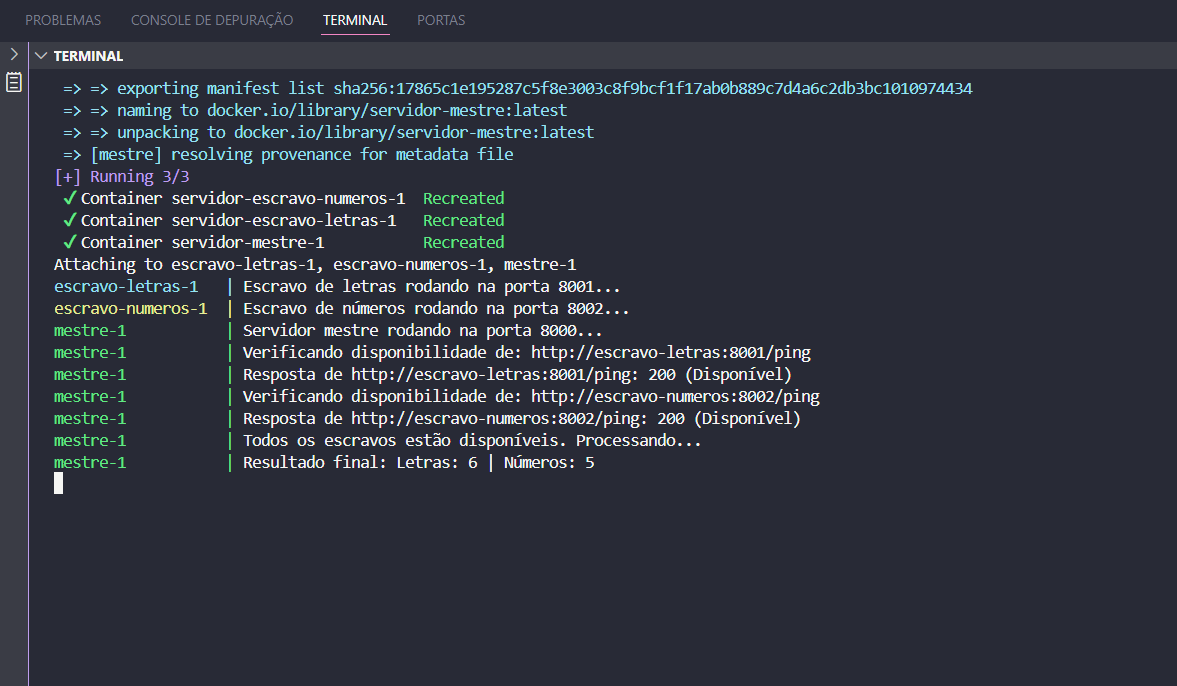 PROBLEMAS CONSOLE DE DEPURAÇÃO TERMINAL PORTAS
TERMINAL
=> => exporting manifest list sha256:17865c1e195287c5f8e3003c8f9bcf1f17ab0b889c7d4a6c2db3bc1010974434
=> => naming to docker.io/library/servidor-mestre:latest
=> => unpacking to docker.io/library/servidor-mestre:latest
=> [mestre] resolving provenance for metadata file
[+] Running 3/3
✓ Container servidor-escravo-numeros-1 Recreated
✓ Container servidor-escravo-letras-1 Recreated
✓ Container servidor-mestre-1 Recreated
Attaching to escravo-letras-1, escravo-numeros-1, mestre-1
escravo-letras-1 | Escravo de letras rodando na porta 8001...
escravo-numeros-1 | Escravo de números rodando na porta 8002...
mestre-1 | Servidor mestre rodando na porta 8000...
mestre-1 | Verificando disponibilidade de: http://escravo-letras:8001/ping
mestre-1 | Resposta de http://escravo-letras:8001/ping: 200 (Disponível)
mestre-1 | Verificando disponibilidade de: http://escravo-numeros:8002/ping
mestre-1 | Resposta de http://escravo-numeros:8002/ping: 200 (Disponível)
mestre-1 | Todos os escravos estão disponíveis. Processando...
mestre-1 | Resultado final: Letras: 6 | Números: 5